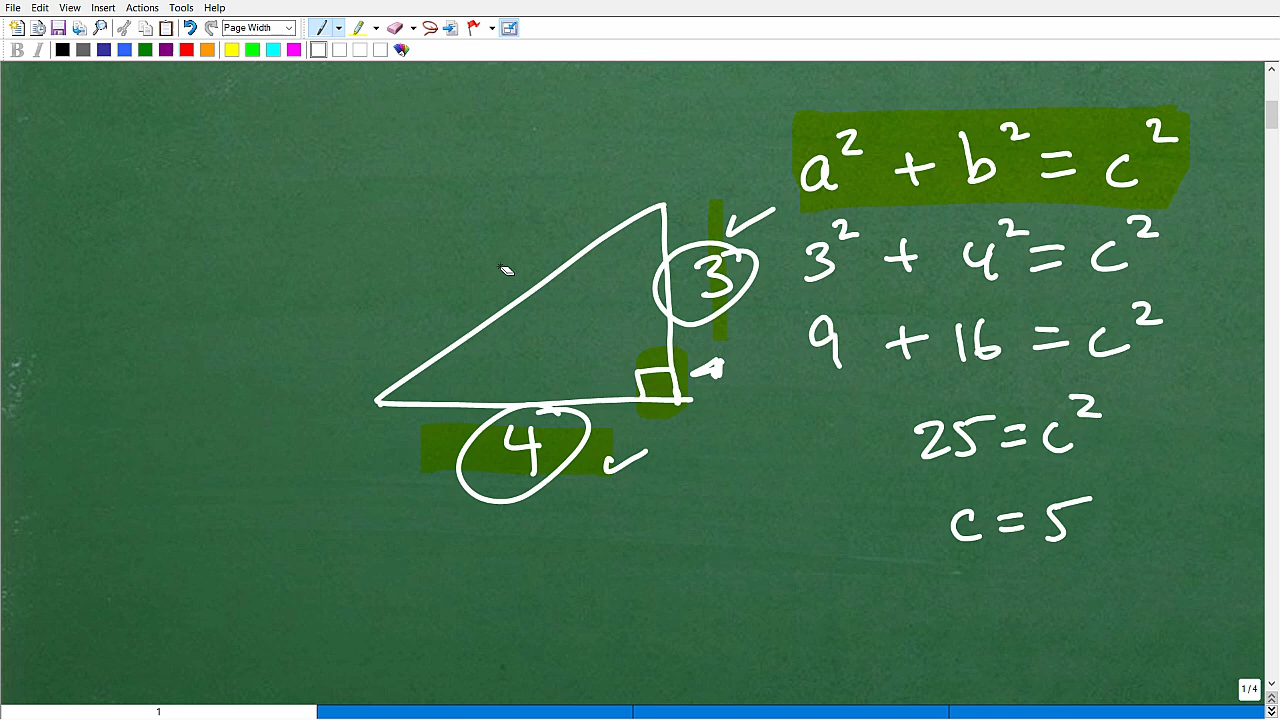 File Edit View Insert Actions Tools Help
Page Width
B I
a² + b² = c²
3² + 4² = c²
9 + 16 = c²
25 = c²
c = 5
3
4
1/4
1